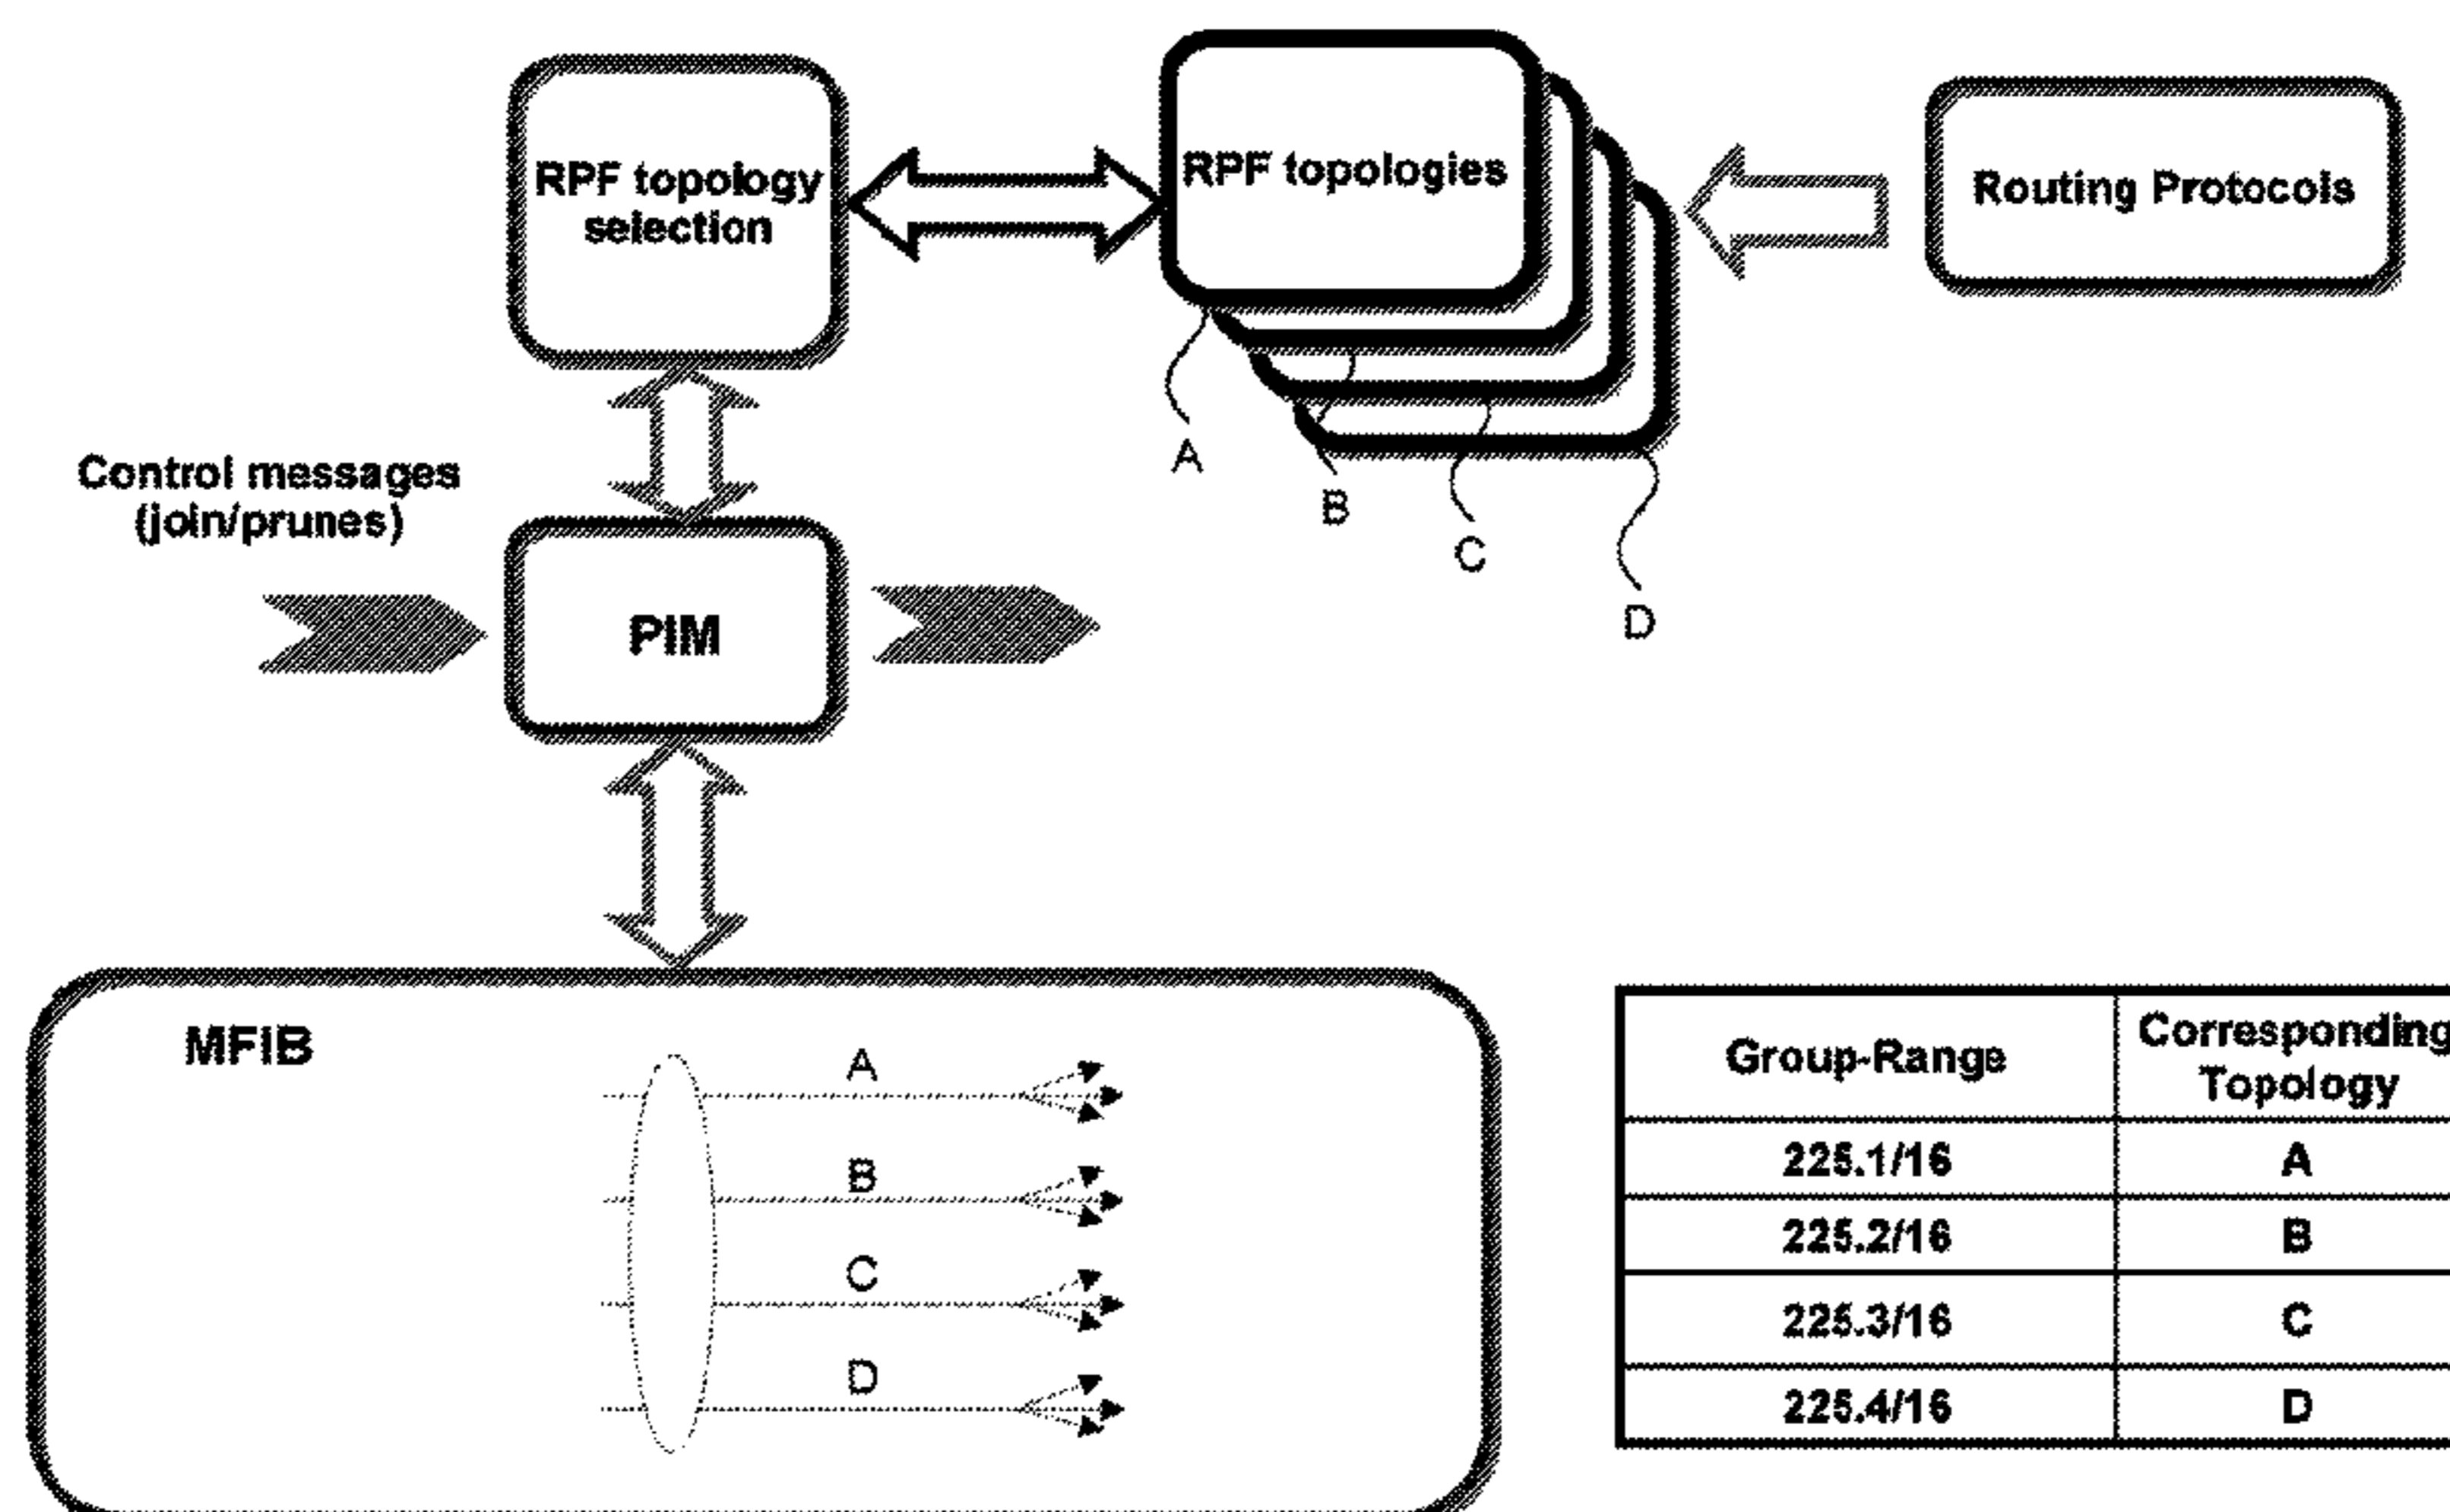 RPF topology
selection
RPF topologies
Routing Protocols
A
B
C
D
Control messages
(join/prunes)
PIM
MFIB
A
B
C
D
Group-Range
Corresponding
Topology
225.1/16
A
225.2/16
B
225.3/16
C
225.4/16
D